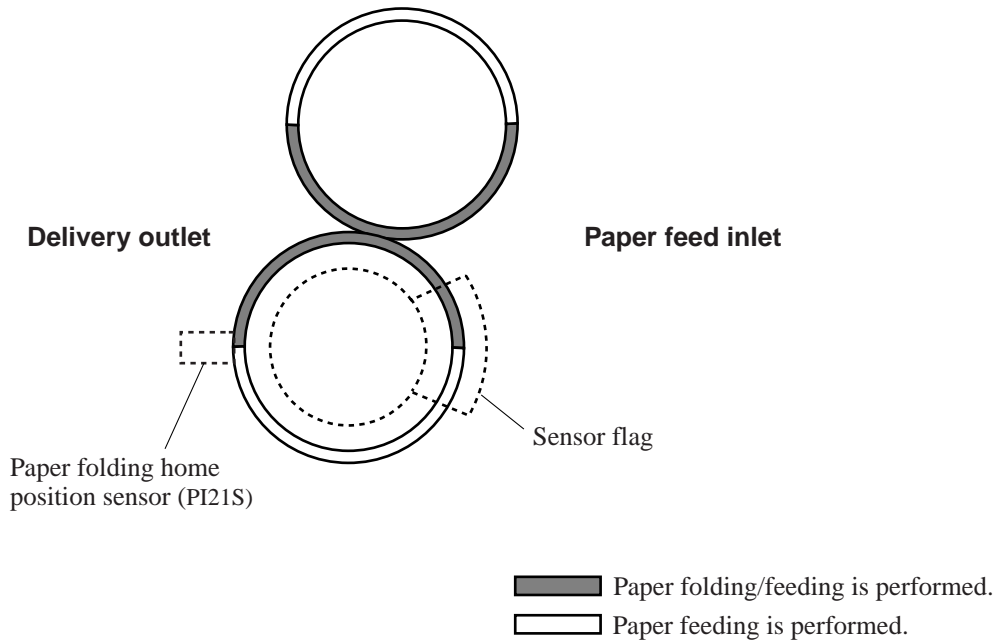 Delivery outlet
Paper feed inlet
Sensor flag
Paper folding home
position sensor (PI21S)
Paper folding/feeding is performed.
Paper feeding is performed.